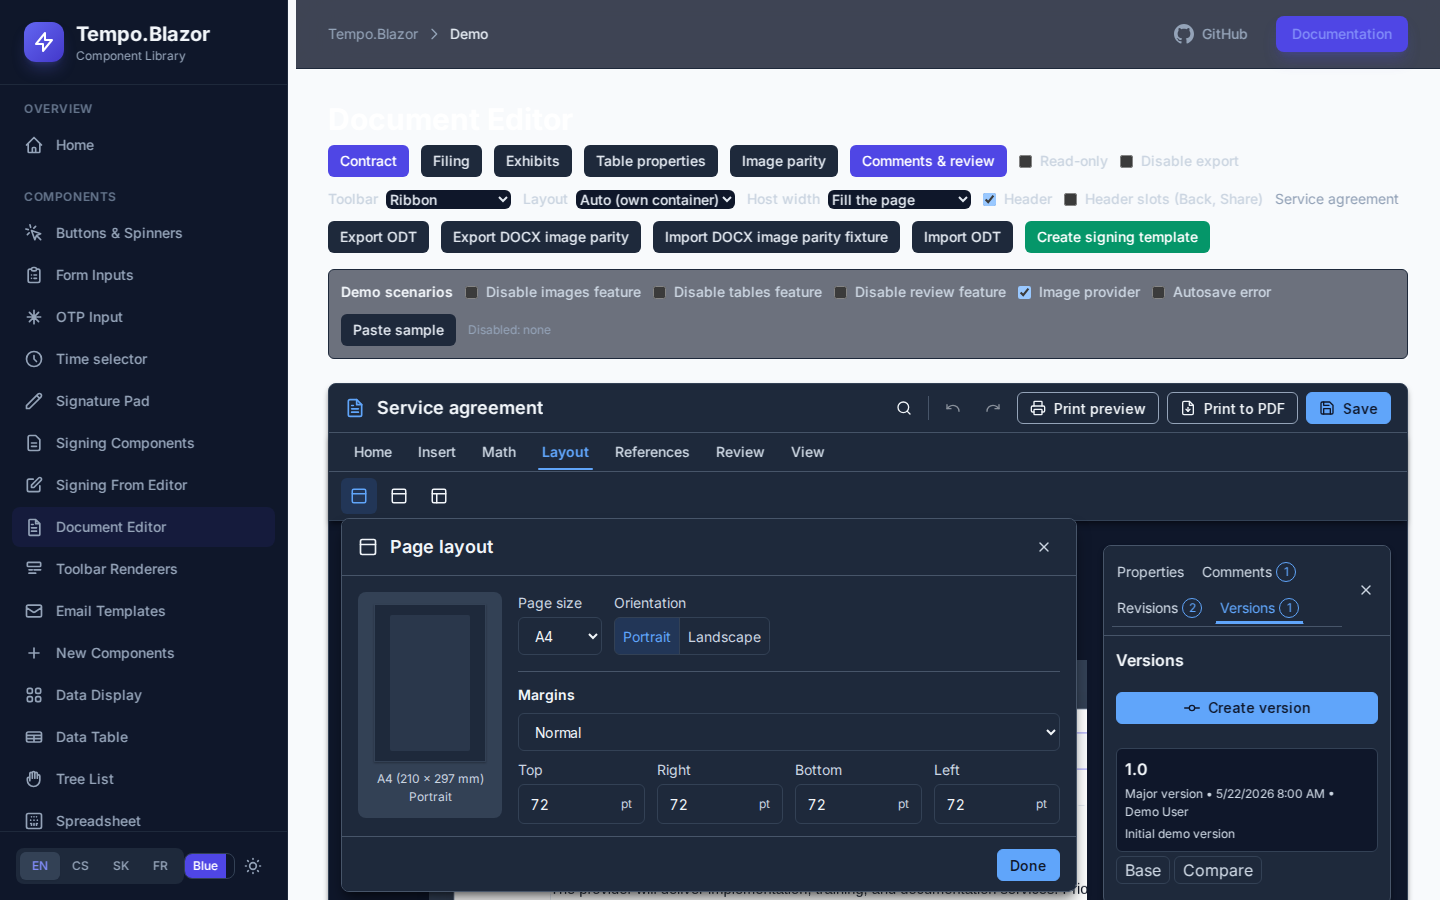 Tempo.Blazor
Component Library
OVERVIEW
Home
COMPONENTS
Buttons & Spinners
Form Inputs
OTP Input
Time selector
Signature Pad
Signing Components
Signing From Editor
Document Editor
Toolbar Renderers
Email Templates
New Components
Data Display
Data Table
Tree List
Spreadsheet
EN CS SK FR Blue
Tempo.Blazor > Demo
GitHub Documentation
Document Editor
Contract Filing Exhibits Table properties Image parity Comments & review Read-only Disable export
Toolbar Ribbon Layout Auto (own container) Host width Fill the page Header Header slots (Back, Share) Service agreement
Export ODT Export DOCX image parity Import DOCX image parity fixture Import ODT Create signing template
Demo scenarios Disable images feature Disable tables feature Disable review feature Image provider Autosave error
Paste sample Disabled: none
Service agreement Print preview Print to PDF Save
Home Insert Math Layout References Review View
Page layout
Page size Orientation
A4 Portrait Landscape
Margins
Normal
A4 (210 × 297 mm)
Portrait
Top Right Bottom Left
72 pt 72 pt 72 pt 72 pt
Done
Properties Comments 1
Revisions 2 Versions 1
Versions
Create version
1.0
Major version • 5/22/2026 8:00 AM •
Demo User
Initial demo version
Base Compare